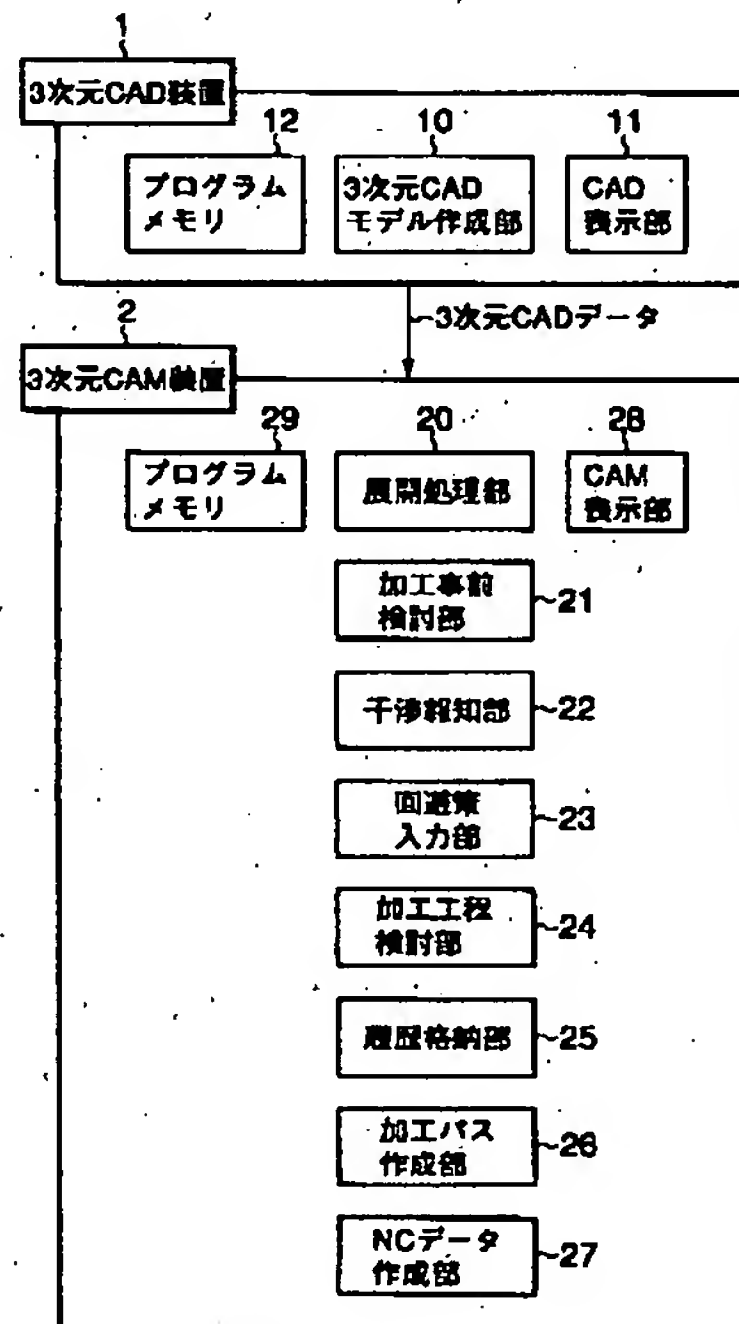 1
3次元CAD装置
12
10
11
プログラム
メモリ
3次元CAD
モデル作成部
CAD
表示部
3次元CADデータ
2
3次元CAM装置
29
20
28
プログラム
メモリ
展開処理部
CAM
表示部
加工事前
検討部
21
干渉報知部
22
回避策
入力部
23
加工工程
検討部
24
履歴格納部
25
加工パス
作成部
26
NCデータ
作成部
27